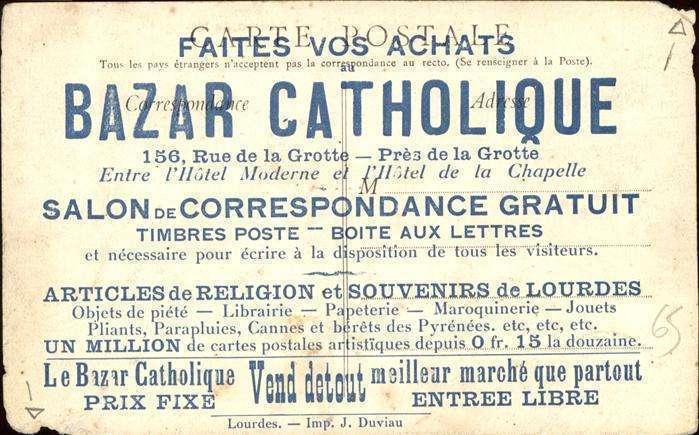 CARTE POSTALE
FAITES VOS ACHATS
Tous les pays étrangers n'acceptent pas la correspondance au recto. (Se renseigner à la Poste).
au
Correspondance Adresse
BAZAR CATHOLIQUE
156, Rue de la Grotte — Près de la Grotte
Entre l'Hôtel Moderne et l'Hôtel de la Chapelle
M
SALON DE CORRESPONDANCE GRATUIT
TIMBRES POSTE -- BOITE AUX LETTRES
et nécessaire pour écrire à la disposition de tous les visiteurs.
ARTICLES de RELIGION et SOUVENIRS de LOURDES
Objets de piété — Librairie — Papeterie — Maroquinerie — Jouets
Pliants, Parapluies, Cannes et bérêts des Pyrénées. etc, etc, etc.
65
UN MILLION de cartes postales artistiques depuis 0 fr. 15 la douzaine.
Le Bazar Catholique Vend de tout meilleur marché que partout
PRIX FIXE ENTREE LIBRE
Lourdes. — Imp. J. Duviau